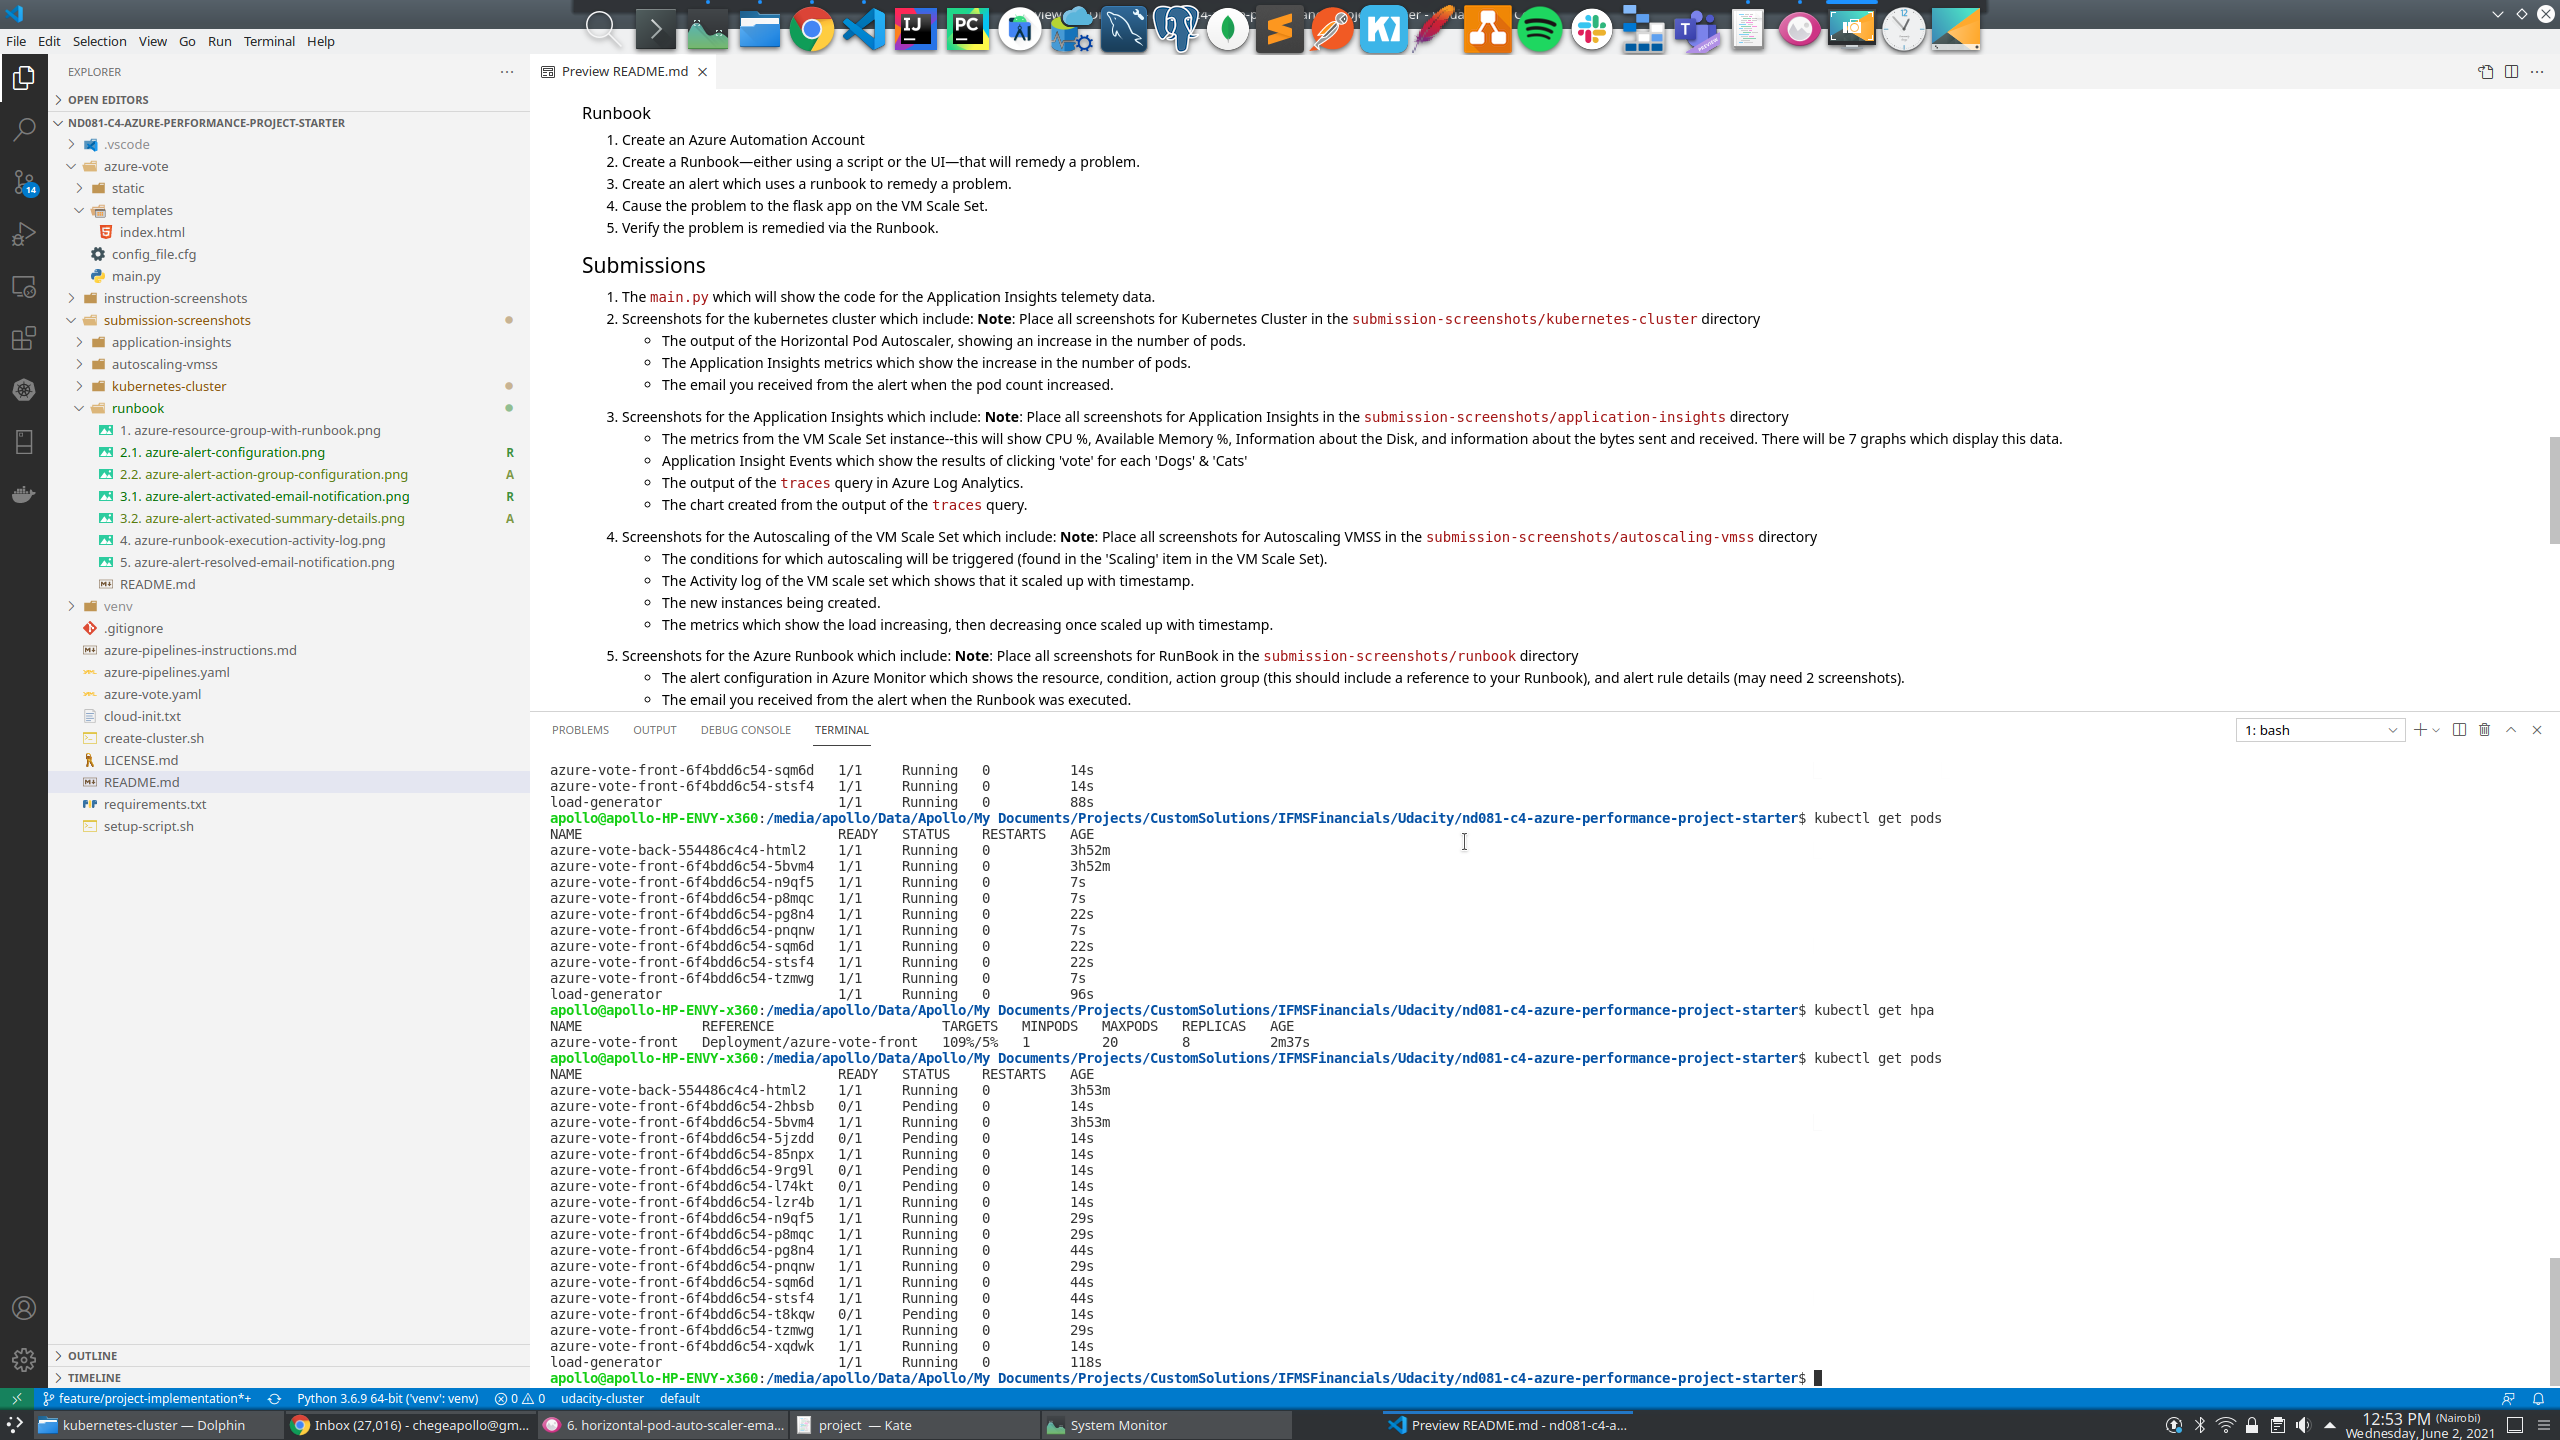 File Edit Selection View Go Run Terminal Help
EXPLORER
OPEN EDITORS
ND081-C4-AZURE-PERFORMANCE-PROJECT-STARTER
.vscode
azure-vote
static
templates
index.html
config_file.cfg
main.py
instruction-screenshots
submission-screenshots
application-insights
autoscaling-vmss
kubernetes-cluster
runbook
1. azure-resource-group-with-runbook.png
2.1. azure-alert-configuration.png R
2.2. azure-alert-action-group-configuration.png A
3.1. azure-alert-activated-email-notification.png R
3.2. azure-alert-activated-summary-details.png A
4. azure-runbook-execution-activity-log.png
5. azure-alert-resolved-email-notification.png
README.md
venv
.gitignore
azure-pipelines-instructions.md
azure-pipelines.yaml
azure-vote.yaml
cloud-init.txt
create-cluster.sh
LICENSE.md
README.md
requirements.txt
setup-script.sh
OUTLINE
TIMELINE
14
Preview README.md
Runbook
1. Create an Azure Automation Account
2. Create a Runbook—either using a script or the UI—that will remedy a problem.
3. Create an alert which uses a runbook to remedy a problem.
4. Cause the problem to the flask app on the VM Scale Set.
5. Verify the problem is remedied via the Runbook.
Submissions
1. The main.py which will show the code for the Application Insights telemety data.
2. Screenshots for the kubernetes cluster which include: Note: Place all screenshots for Kubernetes Cluster in the submission-screenshots/kubernetes-cluster directory
The output of the Horizontal Pod Autoscaler, showing an increase in the number of pods.
The Application Insights metrics which show the increase in the number of pods.
The email you received from the alert when the pod count increased.
3. Screenshots for the Application Insights which include: Note: Place all screenshots for Application Insights in the submission-screenshots/application-insights directory
The metrics from the VM Scale Set instance--this will show CPU %, Available Memory %, Information about the Disk, and information about the bytes sent and received. There will be 7 graphs which display this data.
Application Insight Events which show the results of clicking 'vote' for each 'Dogs' & 'Cats'
The output of the traces query in Azure Log Analytics.
The chart created from the output of the traces query.
4. Screenshots for the Autoscaling of the VM Scale Set which include: Note: Place all screenshots for Autoscaling VMSS in the submission-screenshots/autoscaling-vmss directory
The conditions for which autoscaling will be triggered (found in the 'Scaling' item in the VM Scale Set).
The Activity log of the VM scale set which shows that it scaled up with timestamp.
The new instances being created.
The metrics which show the load increasing, then decreasing once scaled up with timestamp.
5. Screenshots for the Azure Runbook which include: Note: Place all screenshots for RunBook in the submission-screenshots/runbook directory
The alert configuration in Azure Monitor which shows the resource, condition, action group (this should include a reference to your Runbook), and alert rule details (may need 2 screenshots).
The email you received from the alert when the Runbook was executed.
PROBLEMS OUTPUT DEBUG CONSOLE TERMINAL 1: bash
azure-vote-front-6f4bdd6c54-sqm6d 1/1 Running 0 14s
azure-vote-front-6f4bdd6c54-stsf4 1/1 Running 0 14s
load-generator 1/1 Running 0 88s
apollo@apollo-HP-ENVY-x360:/media/apollo/Data/Apollo/My Documents/Projects/CustomSolutions/IFMSFinancials/Udacity/nd081-c4-azure-performance-project-starter$ kubectl get pods
NAME READY STATUS RESTARTS AGE
azure-vote-back-554486c4c4-html2 1/1 Running 0 3h52m
azure-vote-front-6f4bdd6c54-5bvm4 1/1 Running 0 3h52m
azure-vote-front-6f4bdd6c54-n9qf5 1/1 Running 0 7s
azure-vote-front-6f4bdd6c54-p8mqc 1/1 Running 0 7s
azure-vote-front-6f4bdd6c54-pg8n4 1/1 Running 0 22s
azure-vote-front-6f4bdd6c54-pnqnw 1/1 Running 0 7s
azure-vote-front-6f4bdd6c54-sqm6d 1/1 Running 0 22s
azure-vote-front-6f4bdd6c54-stsf4 1/1 Running 0 22s
azure-vote-front-6f4bdd6c54-tzmwg 1/1 Running 0 7s
load-generator 1/1 Running 0 96s
apollo@apollo-HP-ENVY-x360:/media/apollo/Data/Apollo/My Documents/Projects/CustomSolutions/IFMSFinancials/Udacity/nd081-c4-azure-performance-project-starter$ kubectl get hpa
NAME REFERENCE TARGETS MINPODS MAXPODS REPLICAS AGE
azure-vote-front Deployment/azure-vote-front 109%/5% 1 20 8 2m37s
apollo@apollo-HP-ENVY-x360:/media/apollo/Data/Apollo/My Documents/Projects/CustomSolutions/IFMSFinancials/Udacity/nd081-c4-azure-performance-project-starter$ kubectl get pods
NAME READY STATUS RESTARTS AGE
azure-vote-back-554486c4c4-html2 1/1 Running 0 3h53m
azure-vote-front-6f4bdd6c54-2hbsb 0/1 Pending 0 14s
azure-vote-front-6f4bdd6c54-5bvm4 1/1 Running 0 3h53m
azure-vote-front-6f4bdd6c54-5jzdd 0/1 Pending 0 14s
azure-vote-front-6f4bdd6c54-85npx 1/1 Running 0 14s
azure-vote-front-6f4bdd6c54-9rg9l 0/1 Pending 0 14s
azure-vote-front-6f4bdd6c54-l74kt 0/1 Pending 0 14s
azure-vote-front-6f4bdd6c54-lzr4b 1/1 Running 0 14s
azure-vote-front-6f4bdd6c54-n9qf5 1/1 Running 0 29s
azure-vote-front-6f4bdd6c54-p8mqc 1/1 Running 0 29s
azure-vote-front-6f4bdd6c54-pg8n4 1/1 Running 0 44s
azure-vote-front-6f4bdd6c54-pnqnw 1/1 Running 0 29s
azure-vote-front-6f4bdd6c54-sqm6d 1/1 Running 0 44s
azure-vote-front-6f4bdd6c54-stsf4 1/1 Running 0 44s
azure-vote-front-6f4bdd6c54-t8kqw 0/1 Pending 0 14s
azure-vote-front-6f4bdd6c54-tzmwg 1/1 Running 0 29s
azure-vote-front-6f4bdd6c54-xqdwk 1/1 Running 0 14s
load-generator 1/1 Running 0 118s
apollo@apollo-HP-ENVY-x360:/media/apollo/Data/Apollo/My Documents/Projects/CustomSolutions/IFMSFinancials/Udacity/nd081-c4-azure-performance-project-starter$
feature/project-implementation*+ Python 3.6.9 64-bit ('venv': venv) 0 0 udacity-cluster default
kubernetes-cluster — Dolphin Inbox (27,016) - chegeapollo@gm... 6. horizontal-pod-auto-scaler-ema... project — Kate System Monitor Preview README.md - nd081-c4-a... 12:53 PM (Nairobi)
Wednesday, June 2, 2021